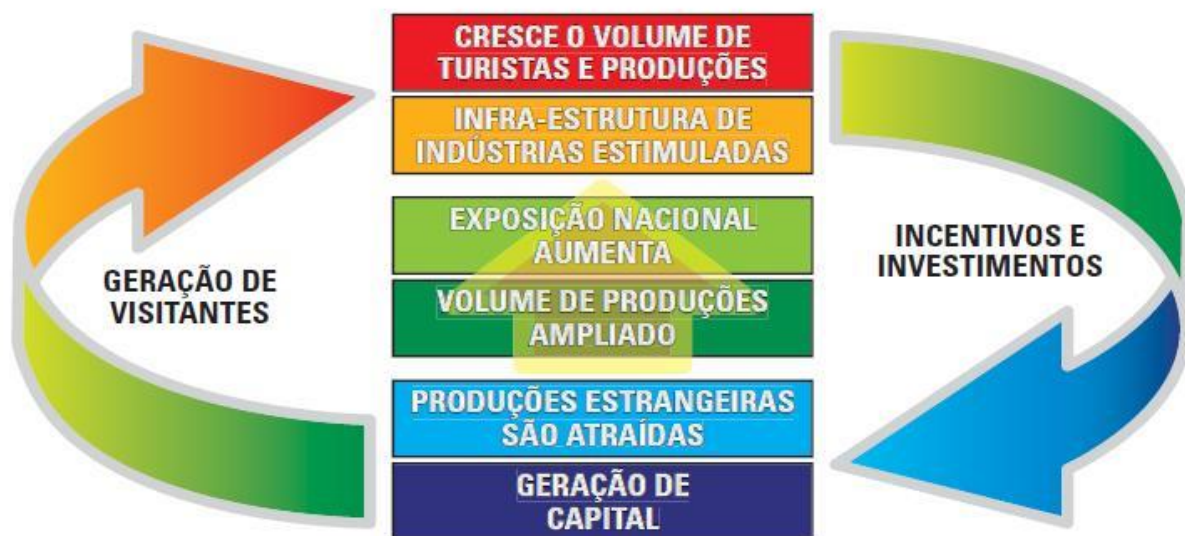 CRESCE O VOLUME DE
TURISTAS E PRODUÇÕES
INFRA-ESTRUTURA DE
INDÚSTRIAS ESTIMULADAS
EXPOSIÇÃO NACIONAL
AUMENTA
VOLUME DE PRODUÇÕES
AMPLIADO
PRODUÇÕES ESTRANGEIRAS
SÃO ATRAÍDAS
GERAÇÃO DE
CAPITAL
GERAÇÃO DE
VISITANTES
INCENTIVOS E
INVESTIMENTOS